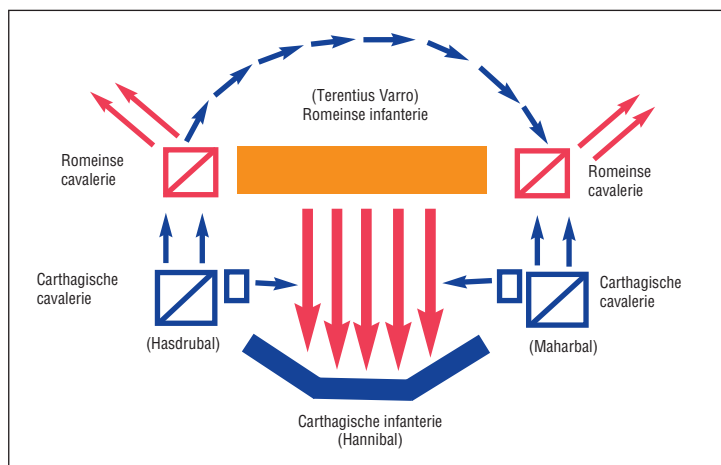 (Terentius Varro)
Romeinse infanterie
Romeinse
cavalerie
Romeinse
cavalerie
Carthagische
cavalerie
(Hasdrubal)
Carthagische
cavalerie
(Maharbal)
Carthagische infanterie
(Hannibal)